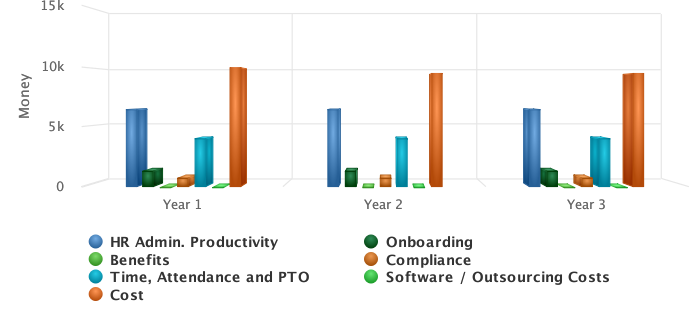 15k
10k
5k
0
Money
Year 1 Year 2 Year 3
HR Admin. Productivity Onboarding
Benefits Compliance
Time, Attendance and PTO Software / Outsourcing Costs
Cost